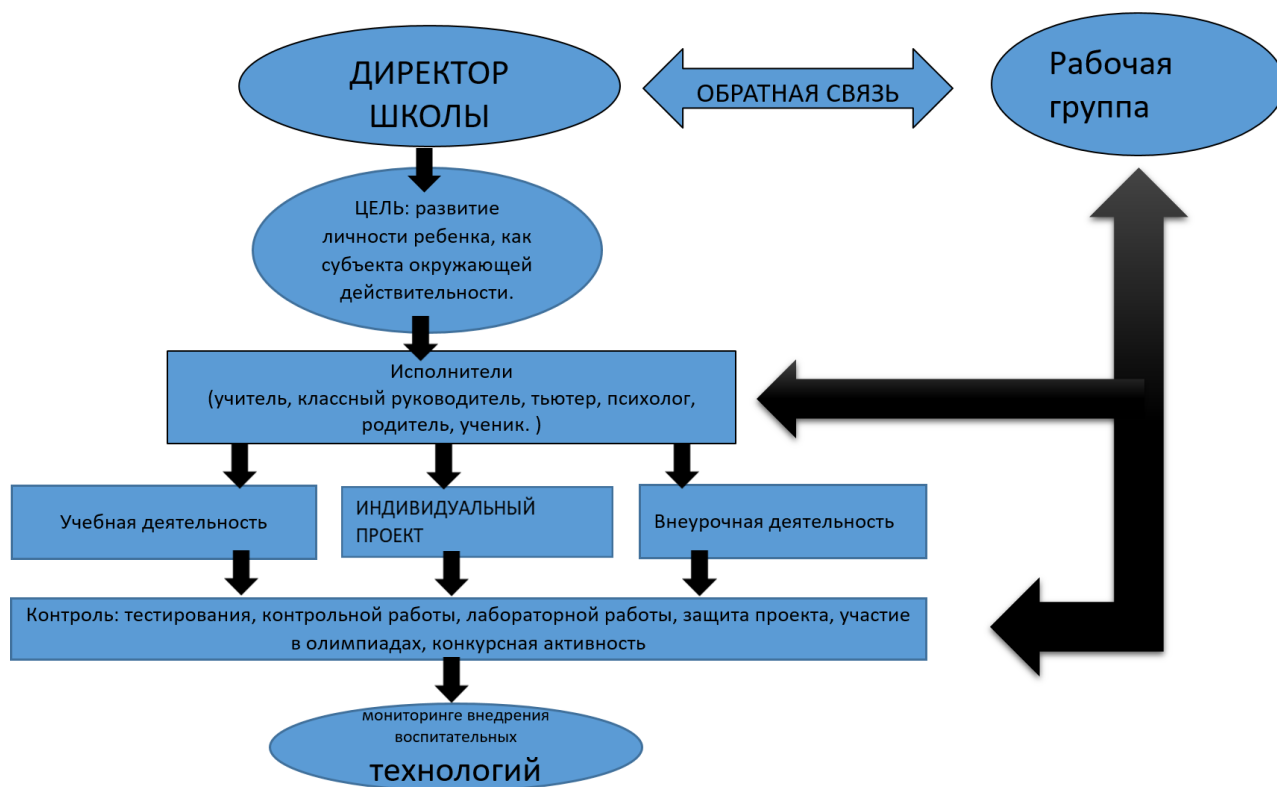 ДИРЕКТОР
ШКОЛЫ
ОБРАТНАЯ СВЯЗЬ
Рабочая
группа
ЦЕЛЬ: развитие
личности ребенка, как
субъекта окружающей
действительности.
Исполнители
(учитель, классный руководитель, тьютер, психолог,
родитель, ученик. )
Учебная деятельность
ИНДИВИДУАЛЬНЫЙ
ПРОЕКТ
Внеурочная деятельность
Контроль: тестирования, контрольной работы, лабораторной работы, защита проекта, участие
в олимпиадах, конкурсная активность
мониторинге внедрения
воспитательных
технологий